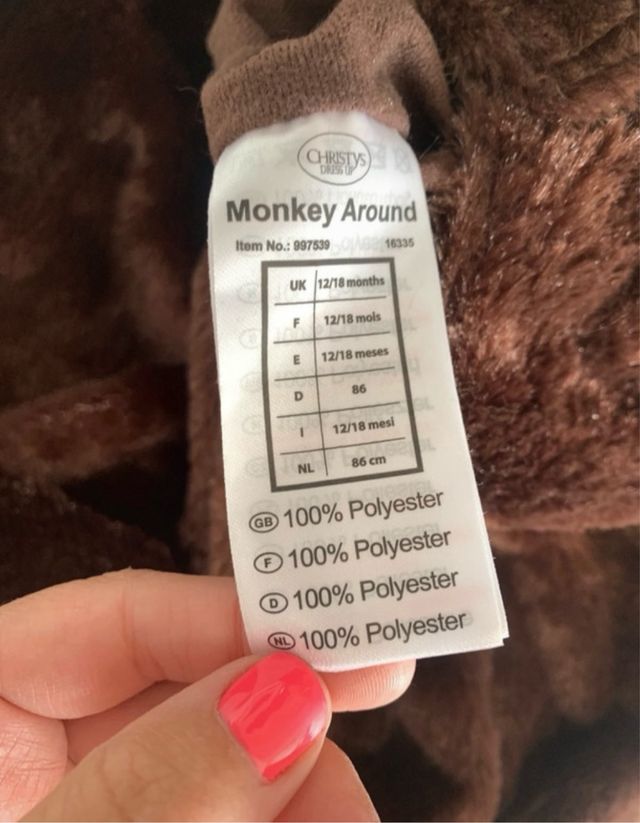 CHRISTYS
DRESS UP
Monkey Around
Item No.: 997539 16335
UK 12/18 months
F 12/18 mois
E 12/18 meses
D 86
I 12/18 mesi
NL 86 cm
GB 100% Polyester
F 100% Polyester
D 100% Polyester
NL 100% Polyester